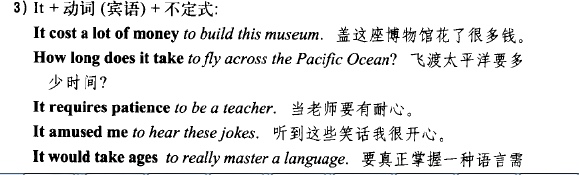 3) It + 动词 (宾语) + 不定式:
It cost a lot of money to build this museum. 盖这座博物馆花了很多钱。
How long does it take to fly across the Pacific Ocean? 飞渡太平洋要多
少时间?
It requires patience to be a teacher. 当老师要有耐心。
It amused me to hear these jokes. 听到这些笑话我很开心。
It would take ages to really master a language. 要真正掌握一种语言需